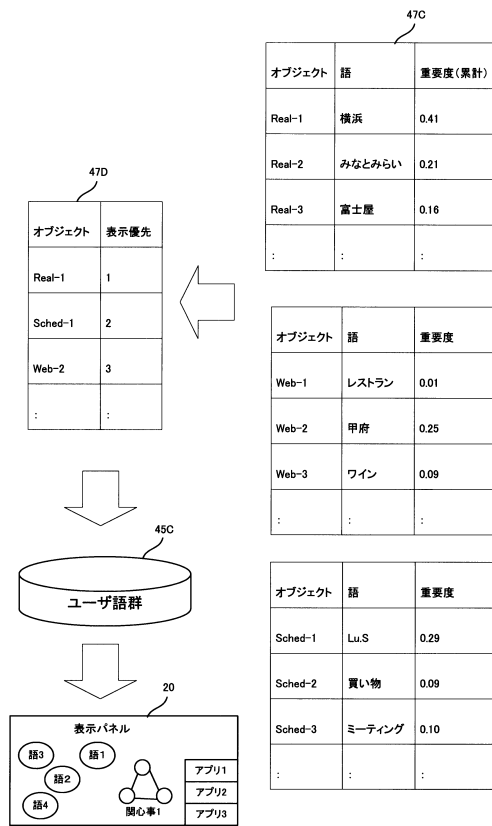 47C
オブジェクト 語 重要度(累計)
Real-1 横浜 0.41
Real-2 みなとみらい 0.21
Real-3 富士屋 0.16
: : :
47D
オブジェクト 表示優先
Real-1 1
Sched-1 2
Web-2 3
: :
オブジェクト 語 重要度
Web-1 レストラン 0.01
Web-2 甲府 0.25
Web-3 ワイン 0.09
: : :
オブジェクト 語 重要度
Sched-1 Lu.S 0.29
Sched-2 買い物 0.09
Sched-3 ミーティング 0.10
: : :
45C
ユーザ語群
20
表示パネル
語3 語1
語2
語4
関心事1
アプリ1
アプリ2
アプリ3